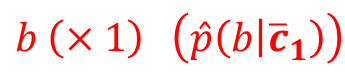 b (× 1) (p̂(b|c̅₁))